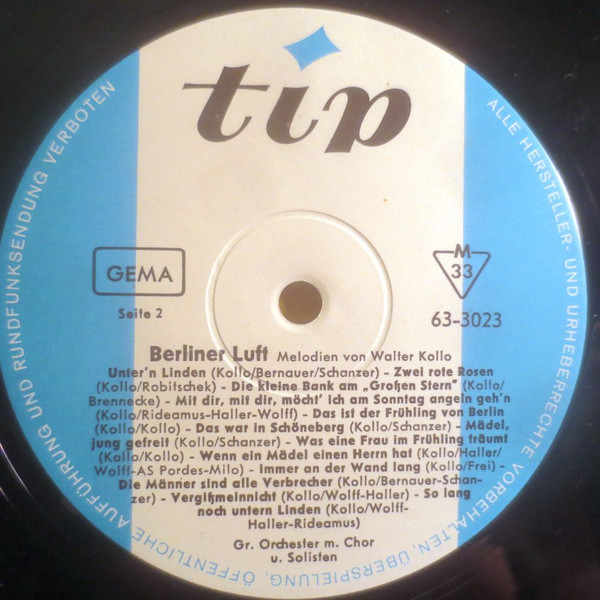 tip
GEMA
Seite 2
M
33
63-3023
Berliner Luft Melodien von Walter Kollo
Unter'n Linden (Kollo/Bernauer/Schanzer) - Zwei rote Rosen
(Kollo/Robitschek) - Die kleine Bank am „Großen Stern" (Kollo/
Brennecke) - Mit dir, mit dir, möcht' ich am Sonntag angeln geh'n
(Kollo/Rideamus-Haller-Wolff) - Das ist der Frühling von Berlin
(Kollo/Kollo) - Das war in Schöneberg (Kollo/Schanzer) - Mädel,
jung gefreit (Kollo/Schanzer) - Was eine Frau im Frühling träumt
(Kollo/Kollo) - Wenn ein Mädel einen Herrn hat (Kollo/Haller/
Wolff-AS Pordes-Milo) - Immer an der Wand lang (Kollo/Frei) -
Die Männer sind alle Verbrecher (Kollo/Bernauer-Schan-
zer) - Vergißmeinnicht (Kollo/Wolff-Haller) - So lang
noch untern Linden (Kollo/Wolff-
Haller-Rideamus)
Gr. Orchester m. Chor
u. Solisten
ALLE HERSTELLER- UND URHEBERRECHTE VORBEHALTEN, ÜBERSPIELUNG, ÖFFENTLICHE AUFFÜHRUNG UND RUNDFUNKSENDUNG VERBOTEN